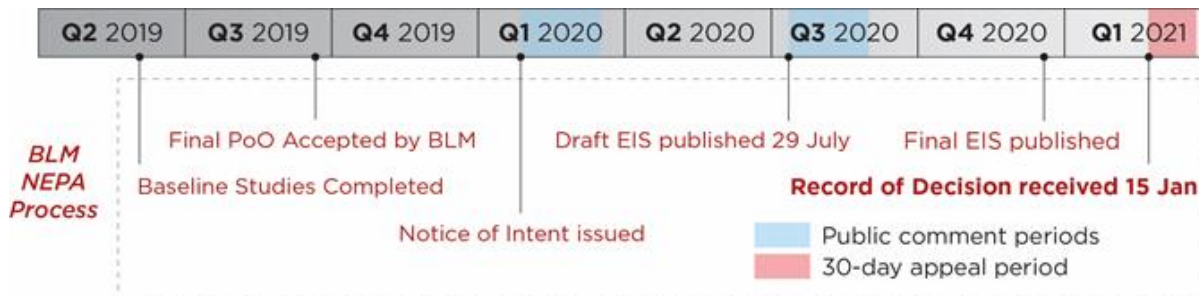 Q2 2019 Q3 2019 Q4 2019 Q1 2020 Q2 2020 Q3 2020 Q4 2020 Q1 2021
BLM
NEPA
Process
Final PoO Accepted by BLM
Draft EIS published 29 July
Final EIS published
Baseline Studies Completed
Record of Decision received 15 Jan
Notice of Intent issued
Public comment periods
30-day appeal period